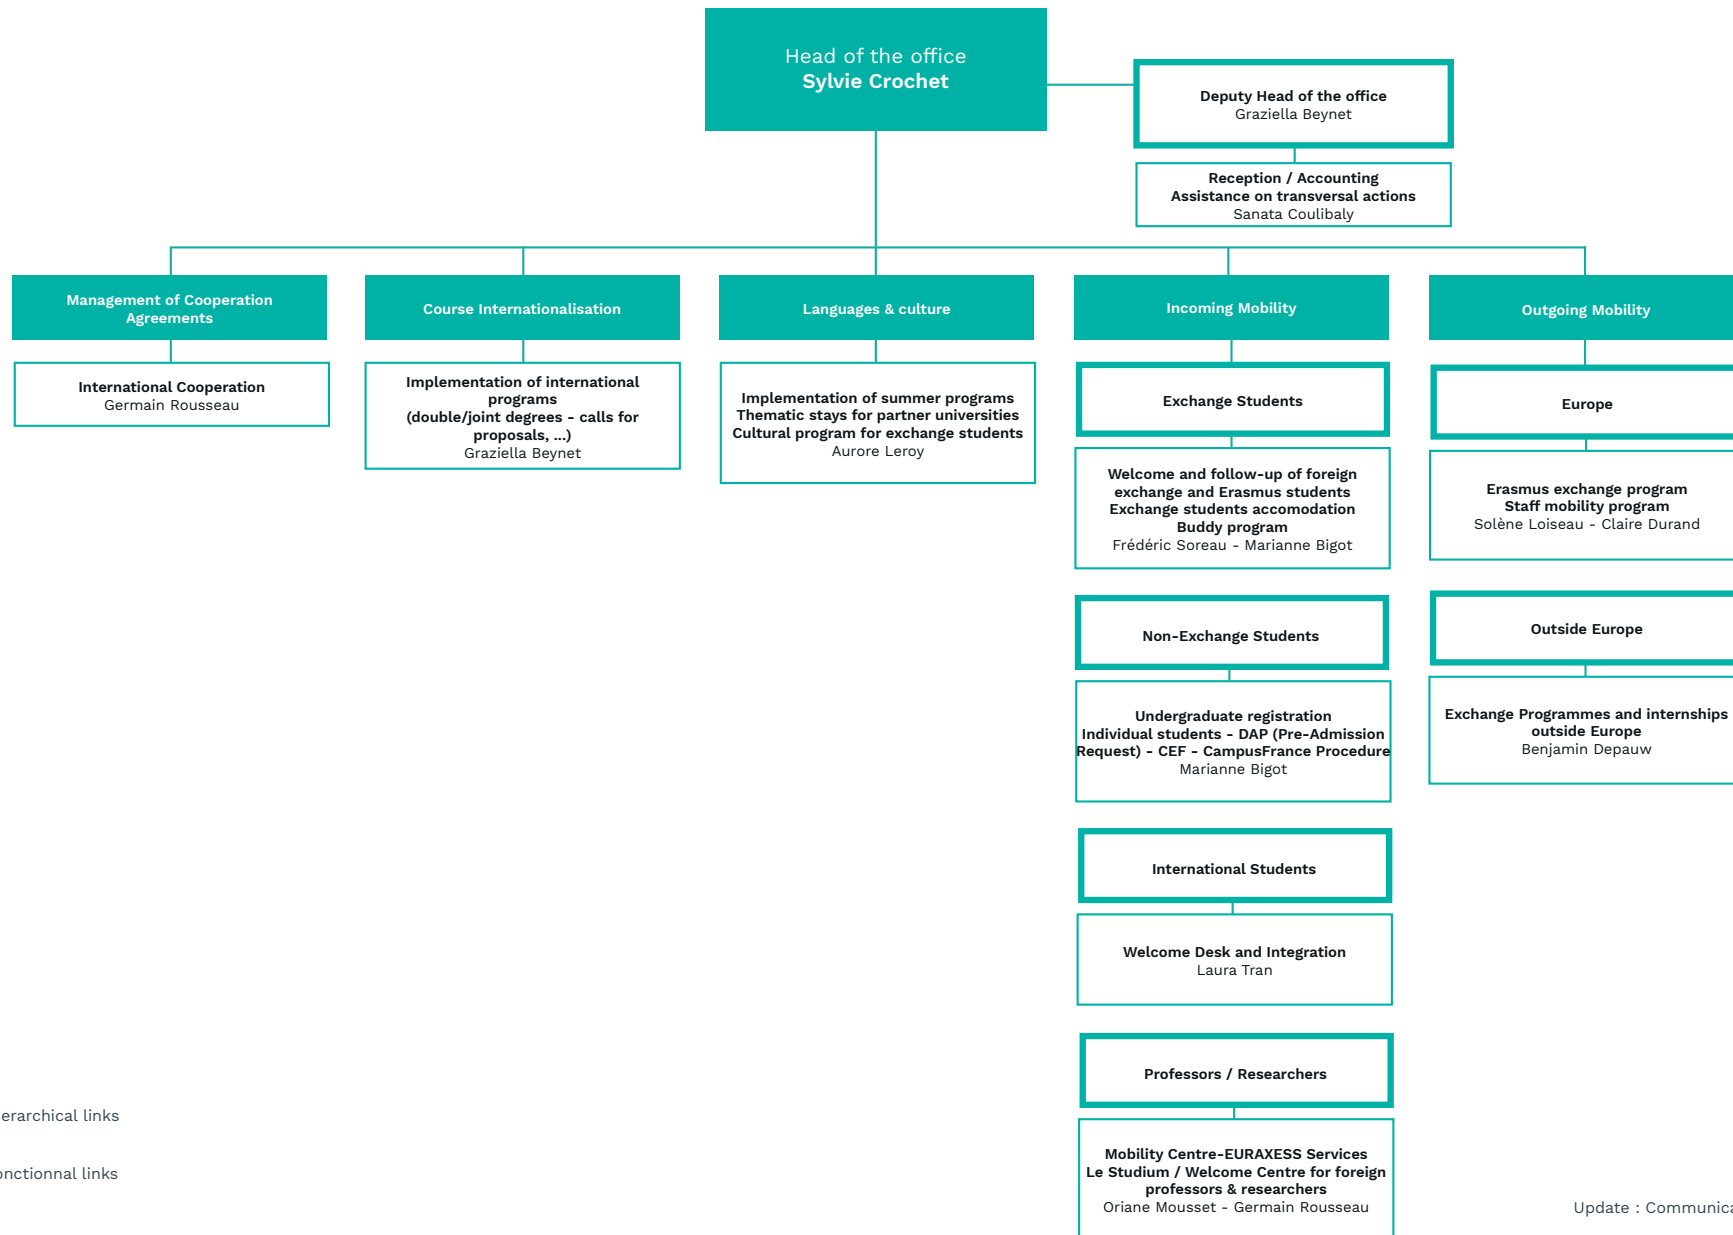 Head of the office
Sylvie Crochet
Deputy Head of the office
Graziella Beynet
Reception / Accounting
Assistance on transversal actions
Sanata Coulibaly
Management of Cooperation
Agreements
International Cooperation
Germain Rousseau
Course Internationalisation
Implementation of international
programs
(double/joint degrees - calls for
proposals, ...)
Graziella Beynet
Languages & culture
Implementation of summer programs
Thematic stays for partner universities
Cultural program for exchange students
Aurore Leroy
Incoming Mobility
Exchange Students
Welcome and follow-up of foreign
exchange and Erasmus students
Exchange students accomodation
Buddy program
Frédéric Soreau - Marianne Bigot
Non-Exchange Students
Undergraduate registration
Individual students - DAP (Pre-Admission
Request) - CEF - CampusFrance Procedure
Marianne Bigot
International Students
Welcome Desk and Integration
Laura Tran
Professors / Researchers
Mobility Centre-EURAXESS Services
Le Studium / Welcome Centre for foreign
professors & researchers
Oriane Mousset - Germain Rousseau
Outgoing Mobility
Europe
Erasmus exchange program
Staff mobility program
Solène Loiseau - Claire Durand
Outside Europe
Exchange Programmes and internships
outside Europe
Benjamin Depauw
erarchical links
onctionnal links
Update : Communica